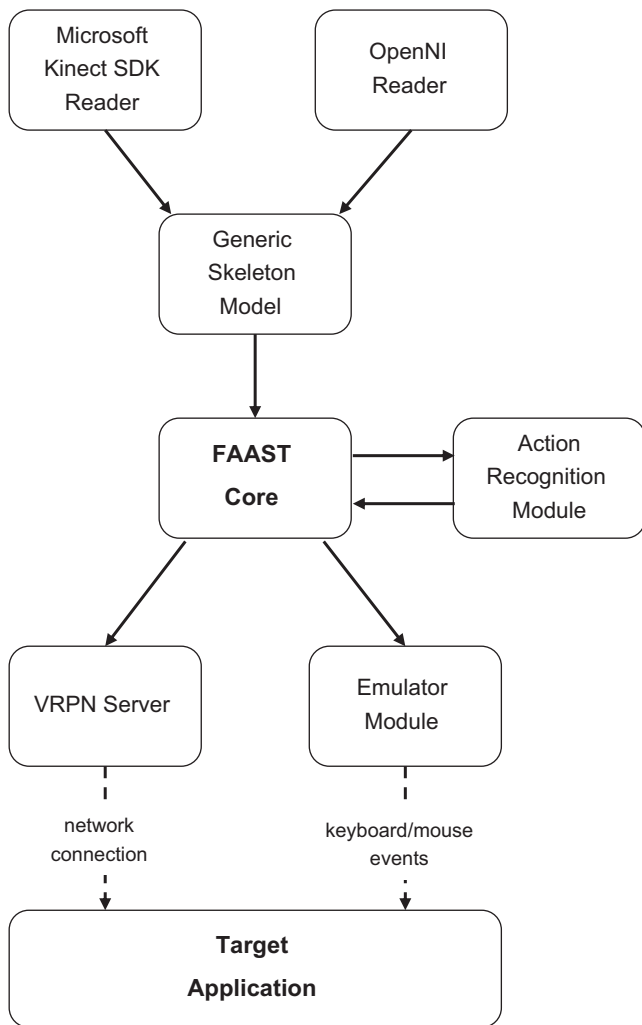 Microsoft
Kinect SDK
Reader
OpenNI
Reader
Generic
Skeleton
Model
FAAST
Core
Action
Recognition
Module
VRPN Server
Emulator
Module
network
connection
keyboard/mouse
events
Target
Application